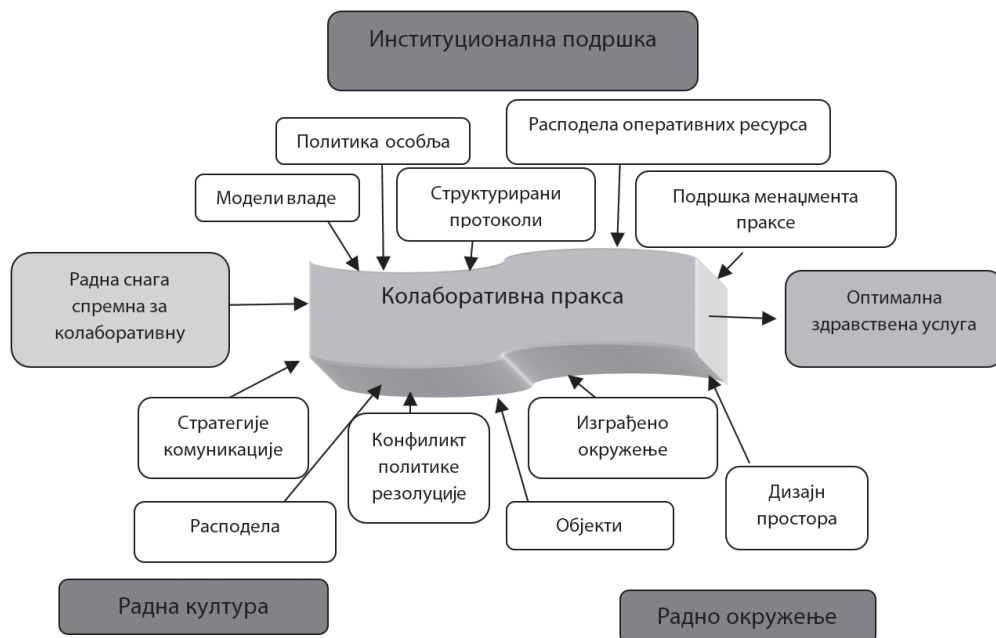 Институционална подршка
Расподела оперативних ресурса
Политика особља
Структурирани
протоколи
Подршка менаџмента
праксе
Модели владе
Радна снага
спремна за
колаборативну
Колаборативна пракса
Оптимална
здравствена услуга
Стратегије
комуникације
Конфиликт
политике
резолуције
Изграђено
окружење
Дизајн
простора
Расподела
Објекти
Радна култура
Радно окружење